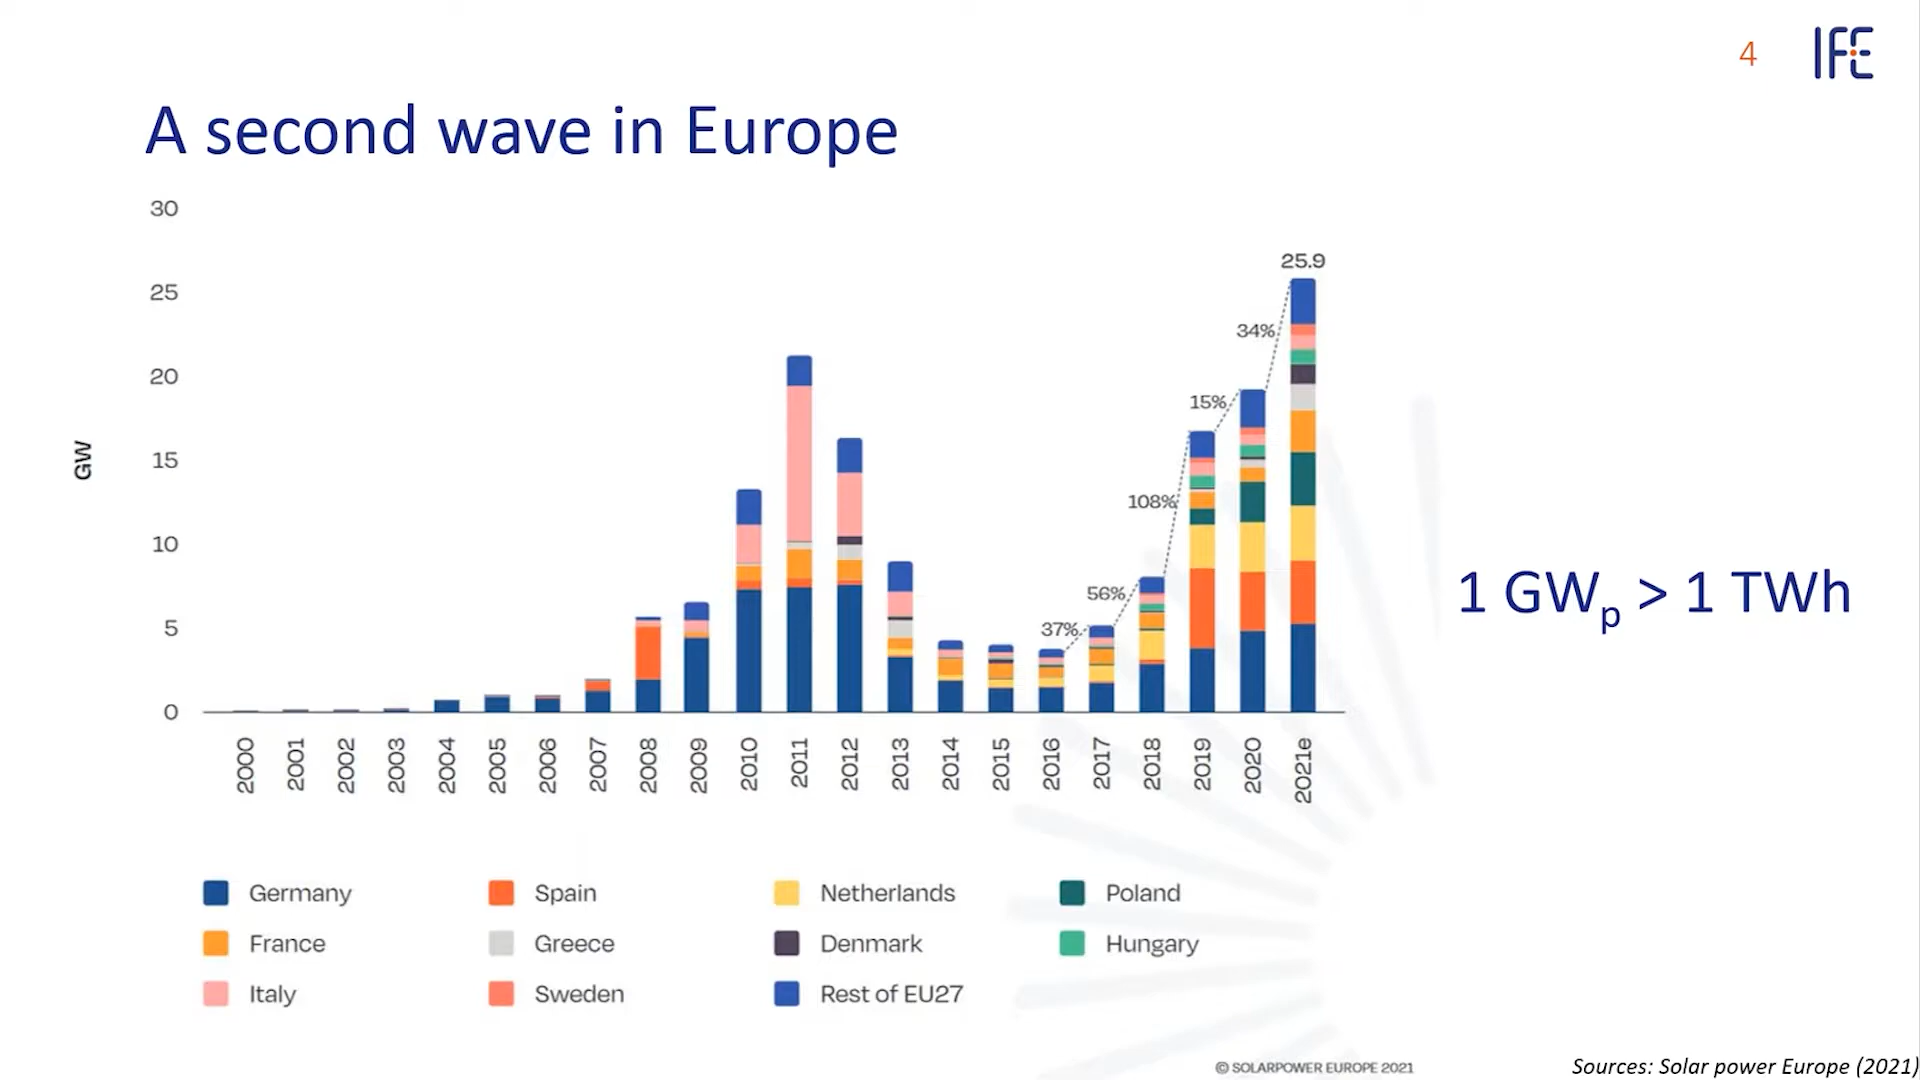 4
IFE
A second wave in Europe
GW
30
25
20
15
10
5
0
37%
56%
108%
15%
34%
25.9
2000 2001 2002 2003 2004 2005 2006 2007 2008 2009 2010 2011 2012 2013 2014 2015 2016 2017 2018 2019 2020 2021e
1 GWp > 1 TWh
Germany Spain Netherlands Poland
France Greece Denmark Hungary
Italy Sweden Rest of EU27
© SOLARPOWER EUROPE 2021
Sources: Solar power Europe (2021)